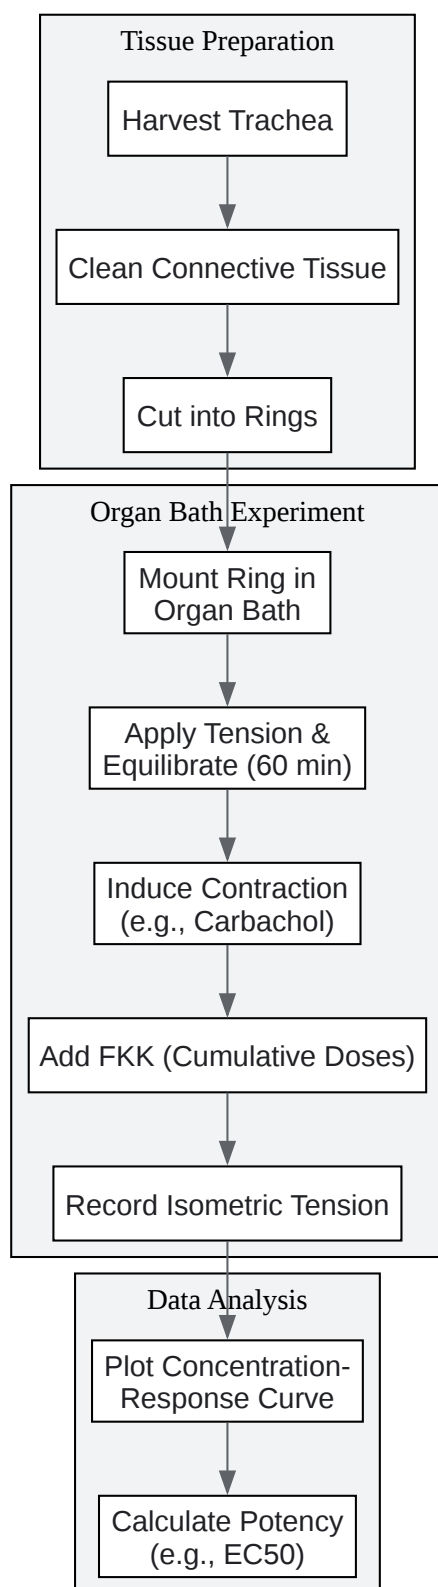 Tissue Preparation
Harvest Trachea
Clean Connective Tissue
Cut into Rings
Organ Bath Experiment
Mount Ring in
Organ Bath
Apply Tension &
Equilibrate (60 min)
Induce Contraction
(e.g., Carbachol)
Add FKK (Cumulative Doses)
Record Isometric Tension
Data Analysis
Plot Concentration-
Response Curve
Calculate Potency
(e.g., EC50)